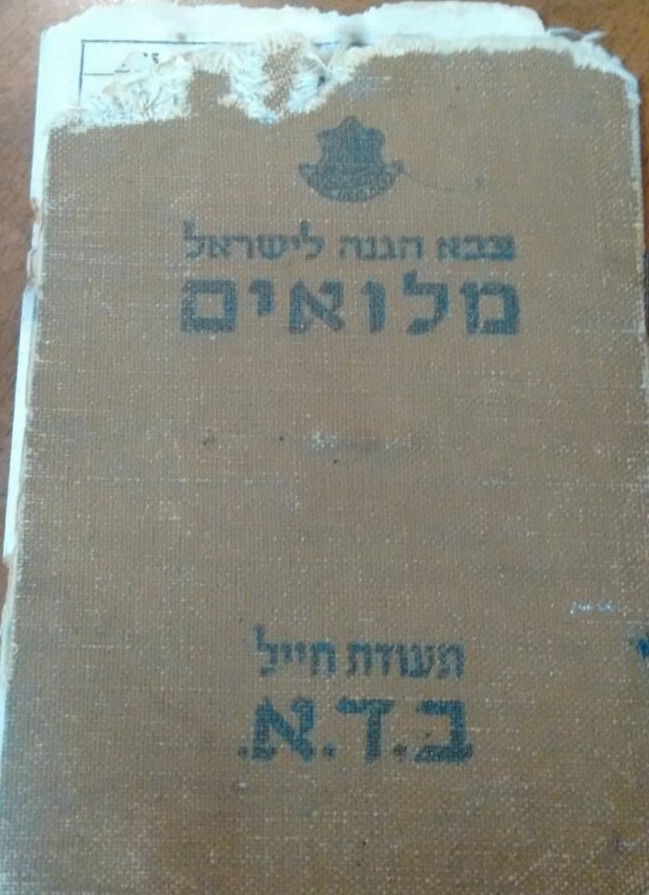 צבא הגנה לישראל
מלואים
תעודת חייל
ב.ד.א.